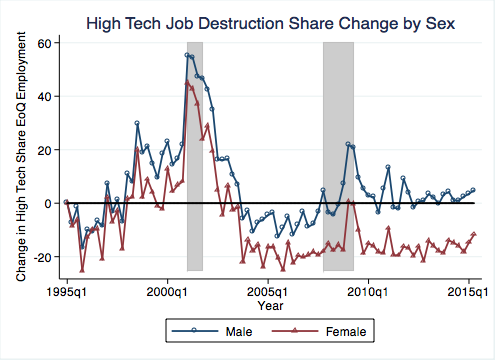 High Tech Job Destruction Share Change by Sex
Change in High Tech Share EoQ Employment
60
40
20
0
-20
1995q1 2000q1 2005q1 2010q1 2015q1
Year
Male Female